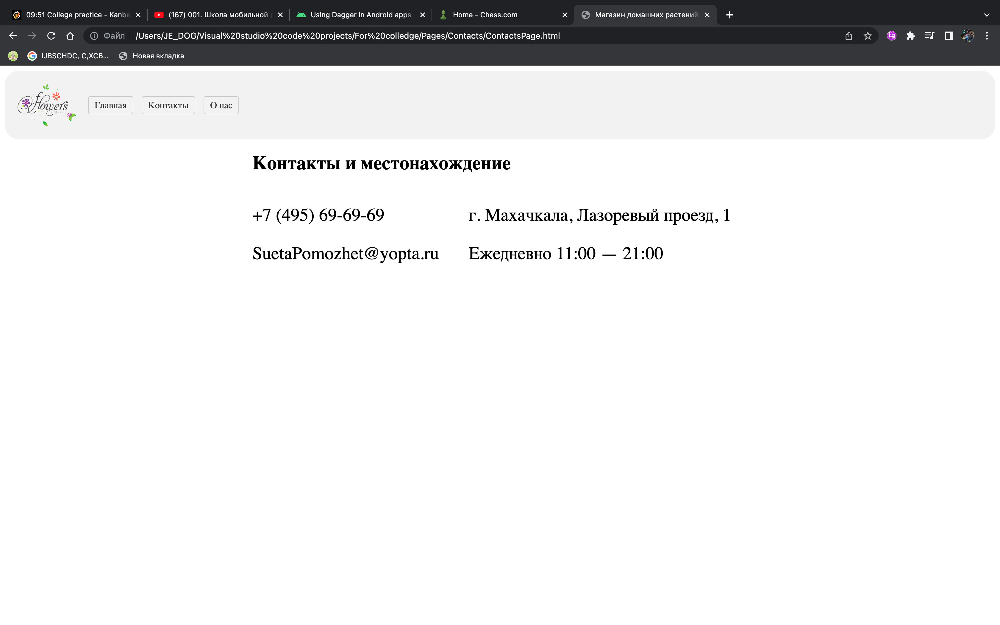 09:51 College practice - Kanba
(167) 001. Школа мобильной р
Using Dagger in Android apps
Home - Chess.com
Магазин домашних растений
Файл
/Users/JE_DOG/Visual%20studio%20code%20projects/For%20colledge/Pages/Contacts/ContactsPage.html
IJBSCHDC, C,XCB...
Новая вкладка
flowers
& More Inc
Главная
Контакты
О нас
Контакты и местонахождение
+7 (495) 69-69-69
г. Махачкала, Лазоревый проезд, 1
SuetaPomozhet@yopta.ru
Ежедневно 11:00 — 21:00